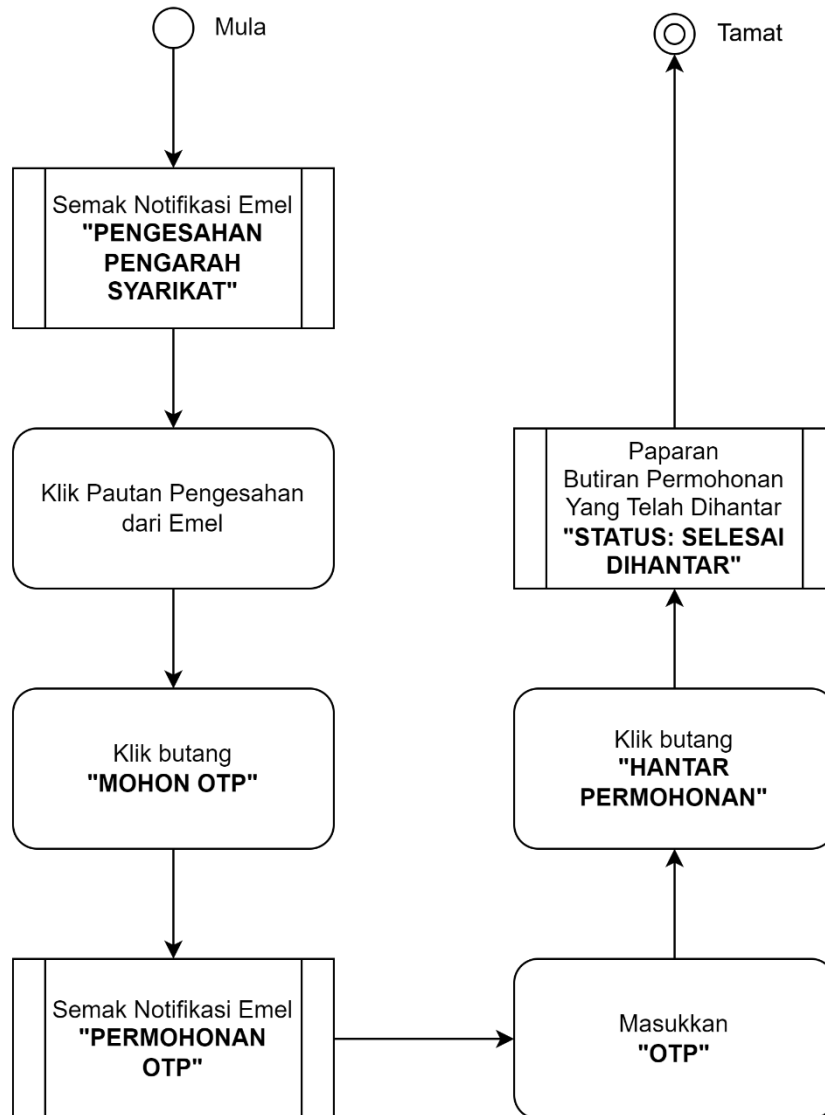 Mula
Semak Notifikasi Emel
"PENGESAHAN
PENGARAH
SYARIKAT"
Klik Pautan Pengesahan
dari Emel
Klik butang
"MOHON OTP"
Semak Notifikasi Emel
"PERMOHONAN
OTP"
Masukkan
"OTP"
Klik butang
"HANTAR
PERMOHONAN"
Paparan
Butiran Permohonan
Yang Telah Dihantar
"STATUS: SELESAI
DIHANTAR"
Tamat